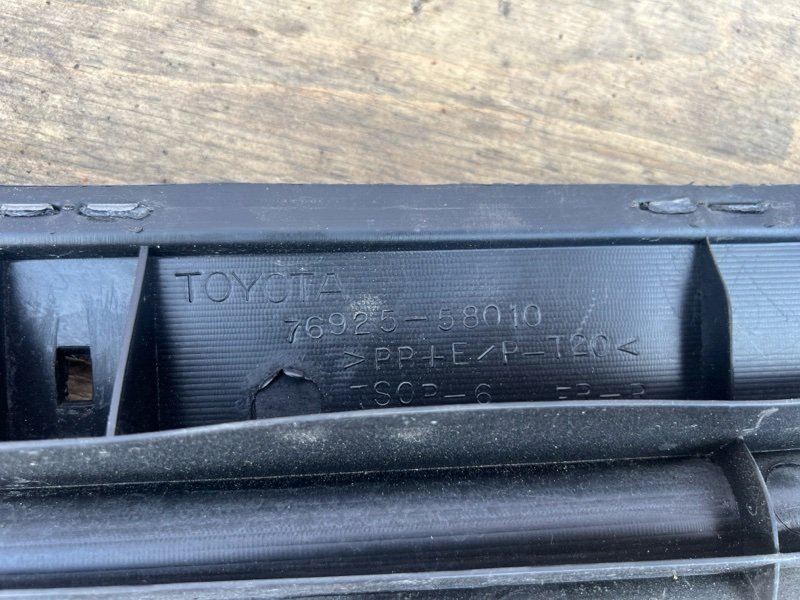 TOYOTA
76925-58010
>PP+E/P-T20<
TSOP-6